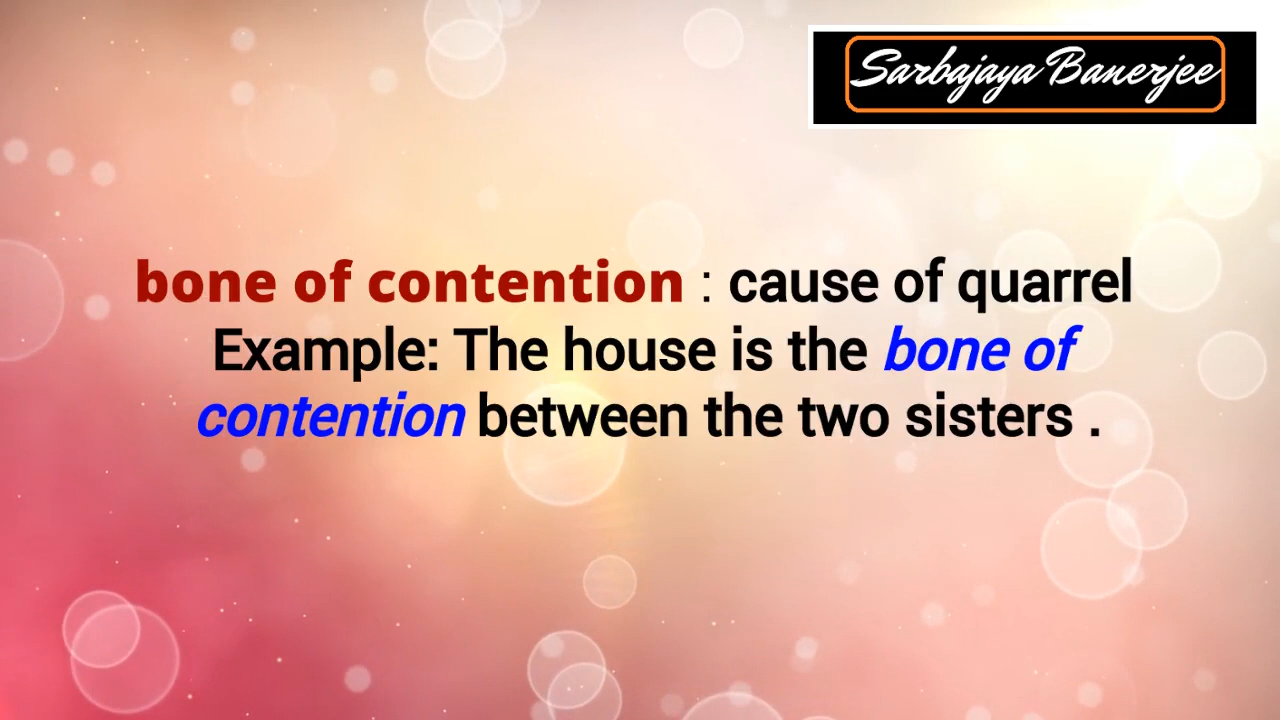 Sarbajaya Banerjee
bone of contention : cause of quarrel
Example: The house is the bone of
contention between the two sisters .